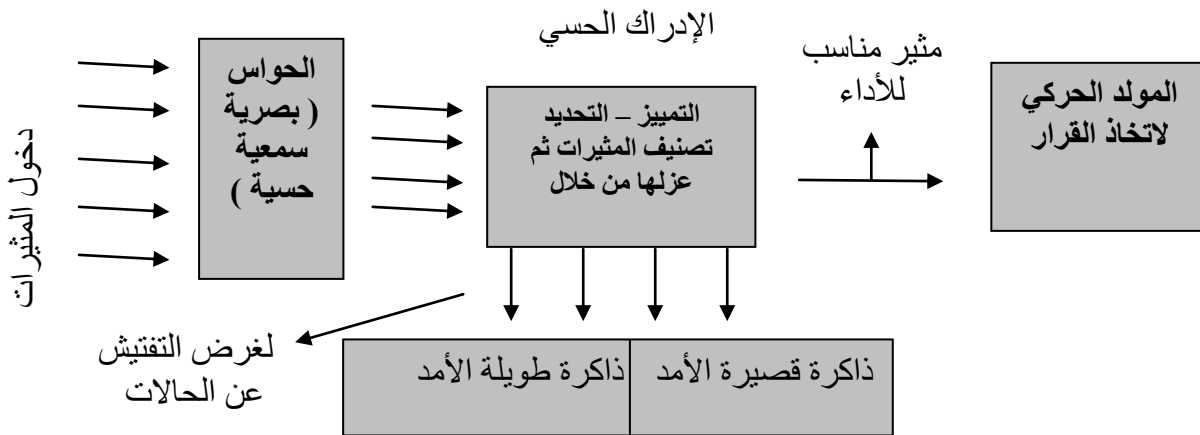 دخول المثيرات
الحواس
( بصرية
سمعية
حسية )
الإدراك الحسي
التمييز – التحديد
تصنيف المثيرات ثم
عزلها من خلال
مثير مناسب
للأداء
المولد الحركي
لاتخاذ القرار
ذاكرة قصيرة الأمد
ذاكرة طويلة الأمد
لغرض التفتيش
عن الحالات